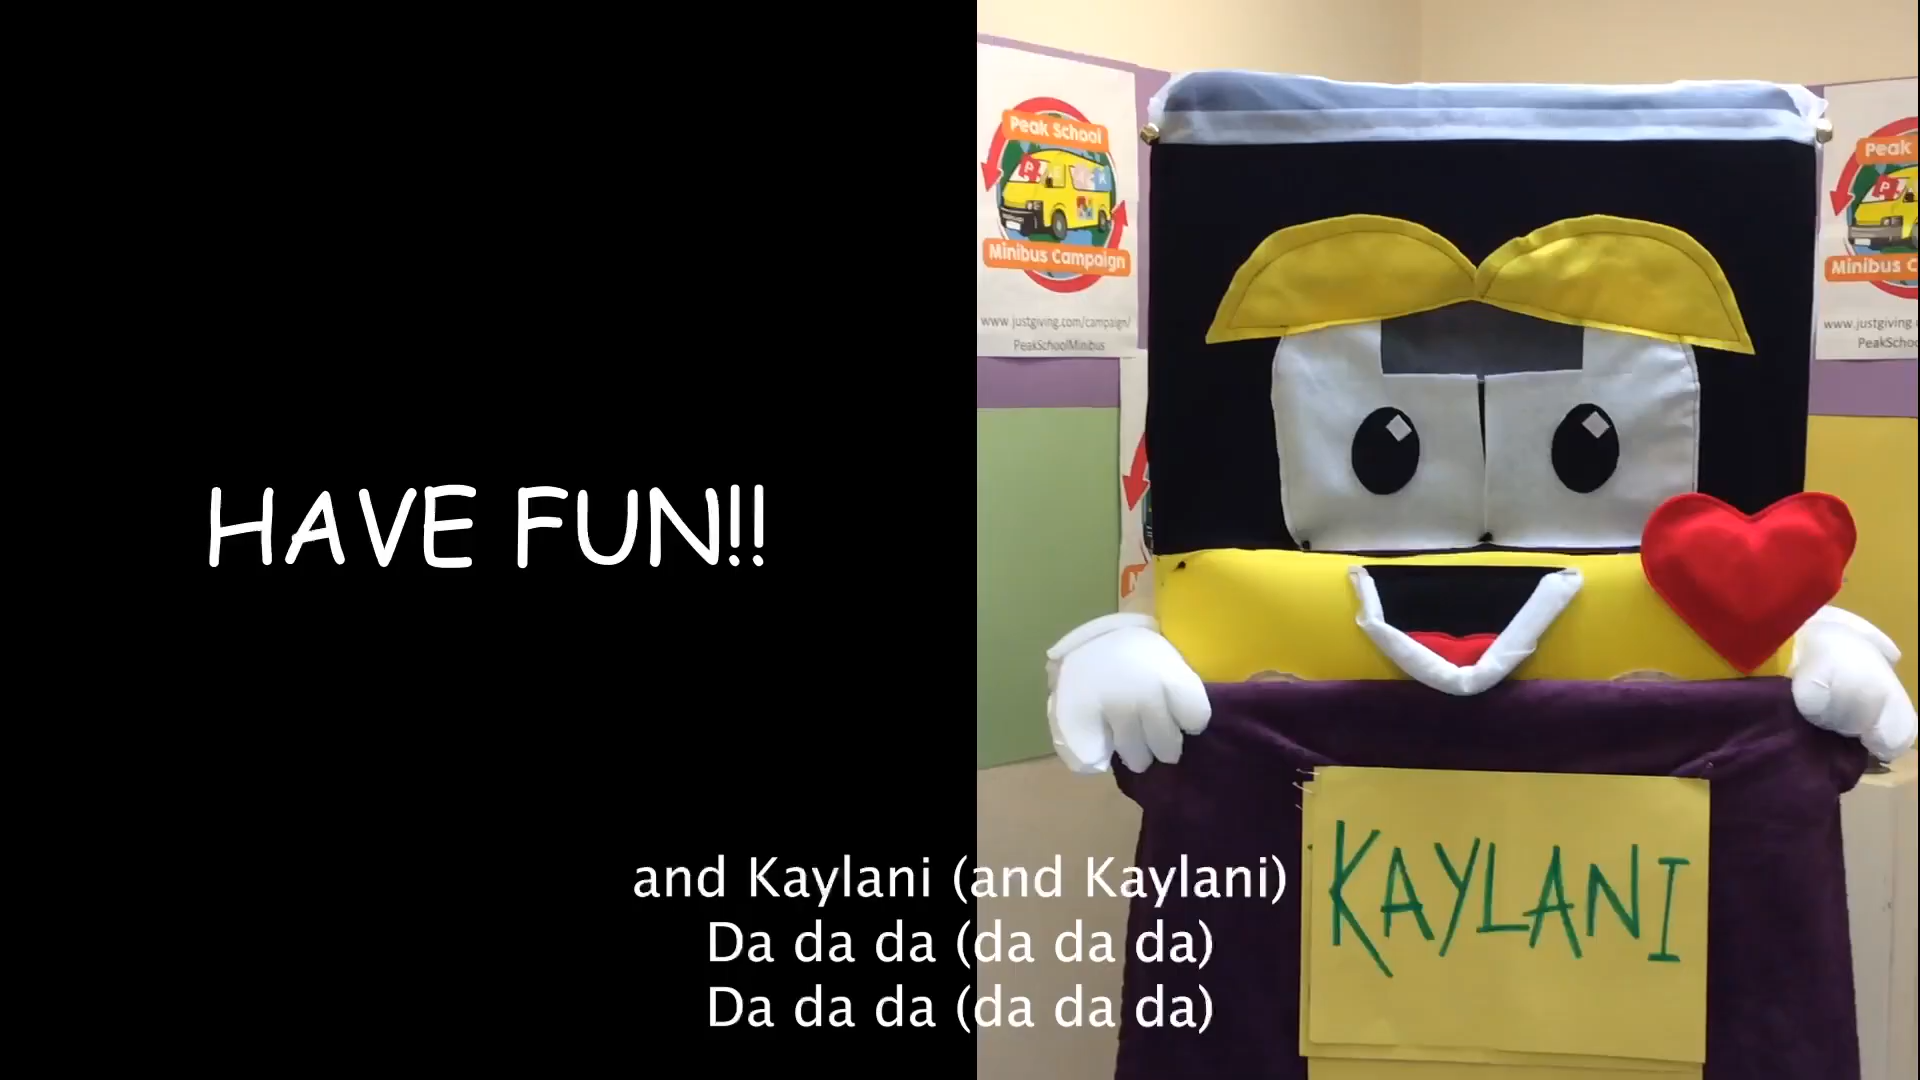 HAVE FUN!!
Peak School
P
Minibus Campaign
www.justgiving.com/campaign/
PeakSchoolMinibus
Peak
P
Minibus C
www.justgiving.
PeakSchoo
KAYLANI
and Kaylani (and Kaylani)
Da da da (da da da)
Da da da (da da da)